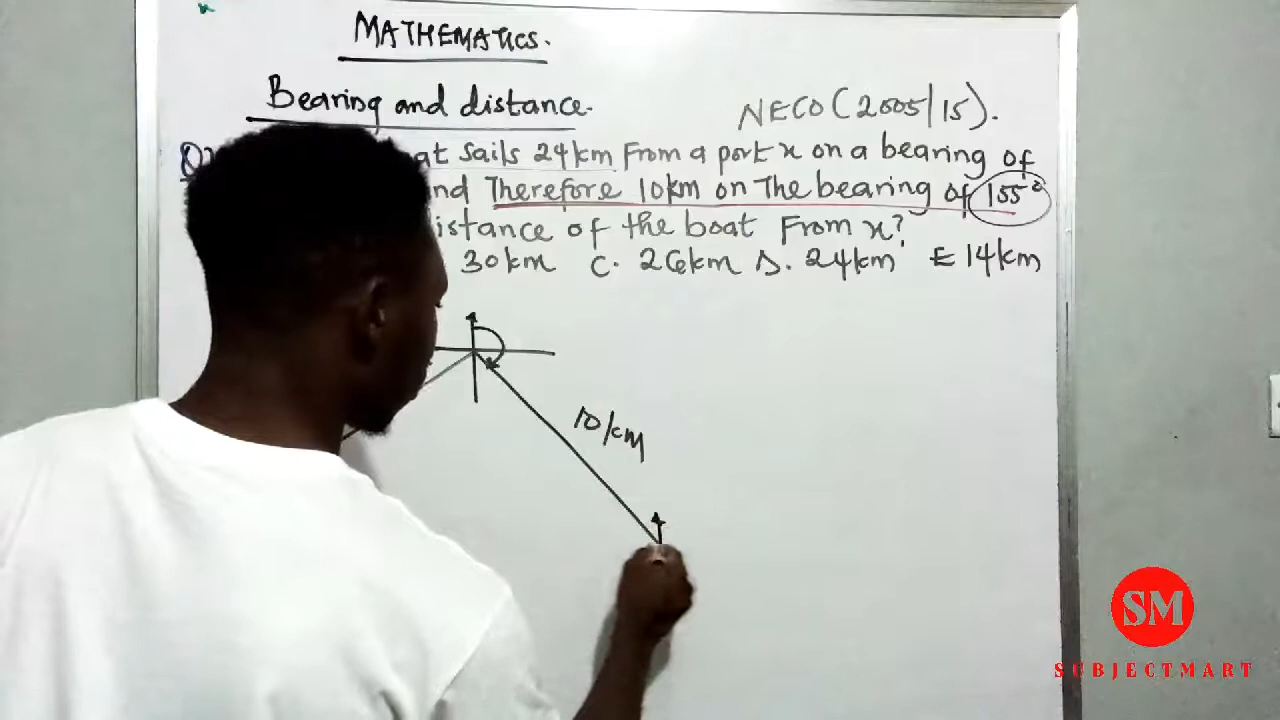 MATHEMATICS.
Bearing and distance.
NECO (2005/15).
at sails 24km From a port x on a bearing of
nd Therefore 10km on The bearing of 155°
istance of the boat From x?
30km C. 26km D. 24km E 14km
10km
SM
SUBJECTMART